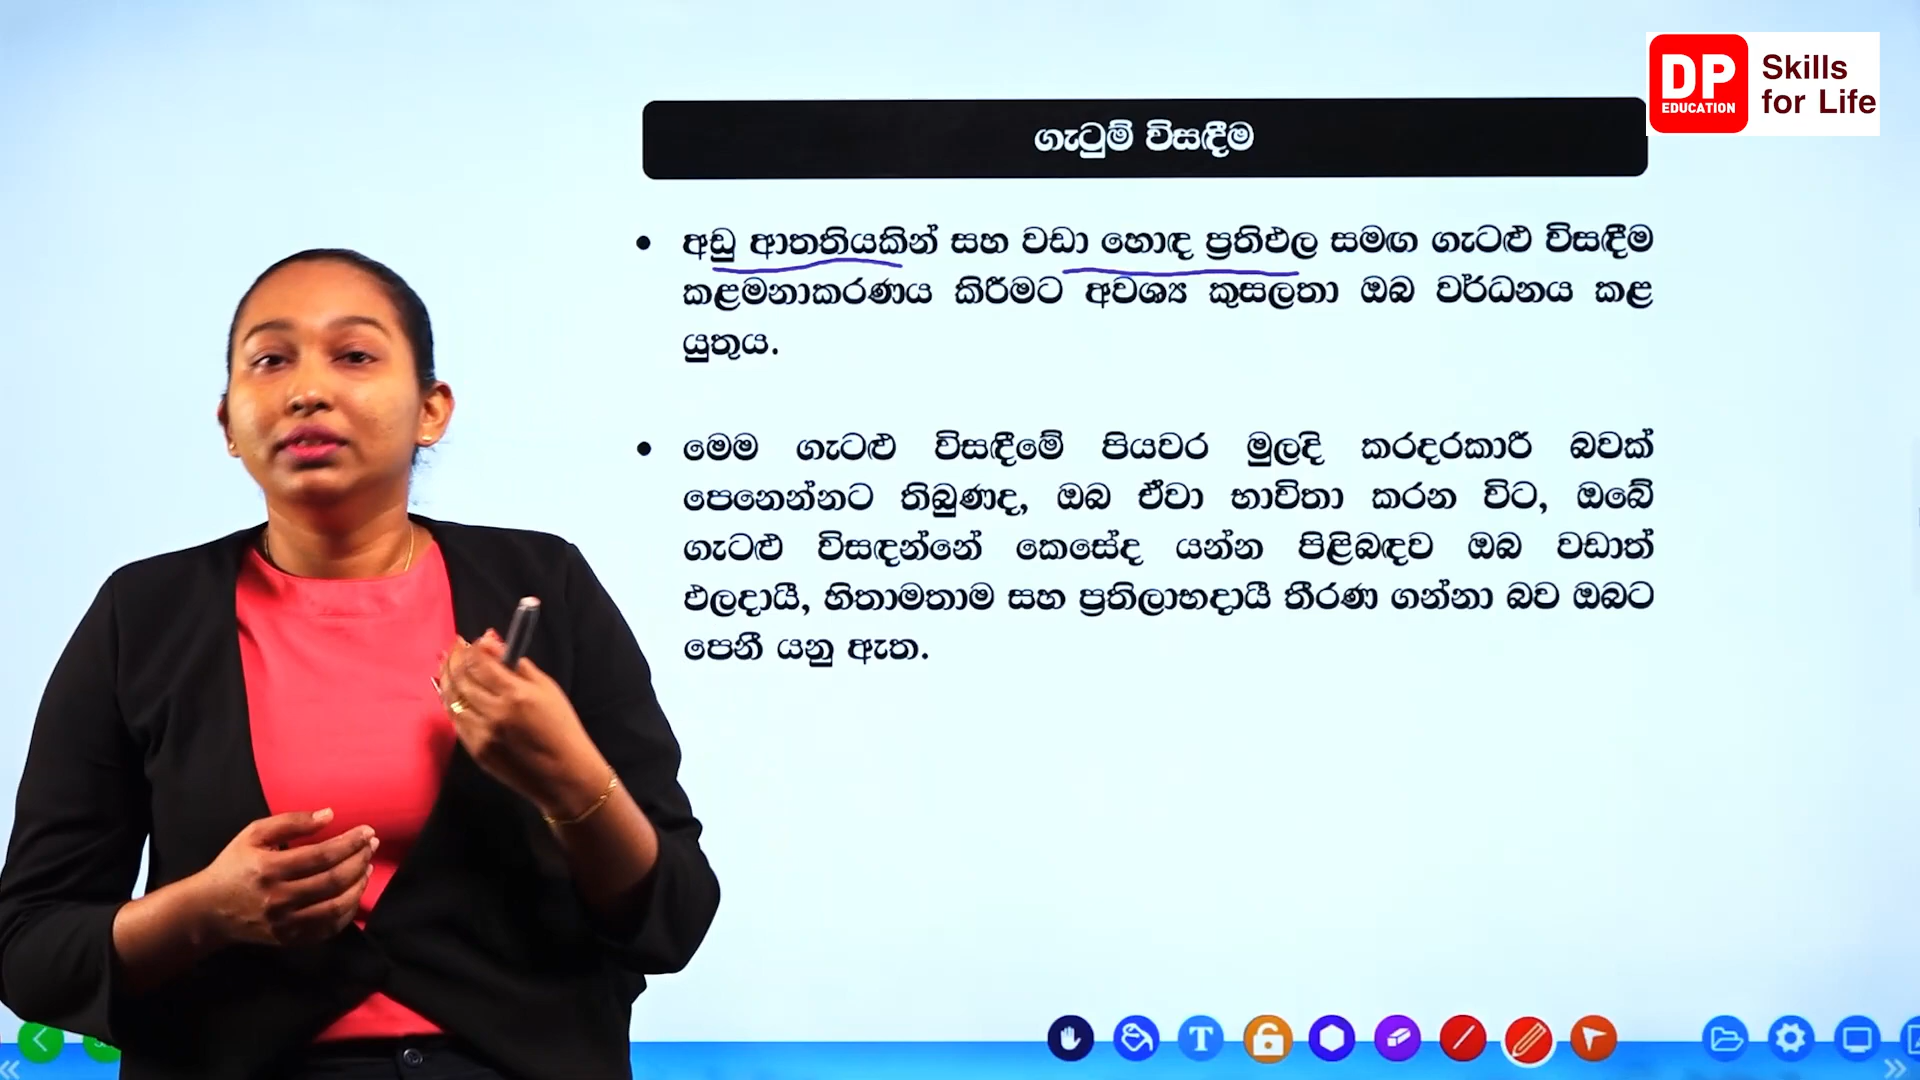 DP
EDUCATION
Skills
for Life
ගැටුම් විසඳීම
• අඩු ආතතියකින් සහ වඩා හොඳ ප්‍රතිඵල සමඟ ගැටළු විසඳීම
කළමනාකරණය කිරීමට අවශ්‍ය කුසලතා ඔබ වර්ධනය කළ
යුතුය.
• මෙම ගැටළු විසඳීමේ පියවර මුලදි කරදරකාරී බවක්
පෙනෙන්නට තිබුණද, ඔබ ඒවා භාවිතා කරන විට, ඔබේ
ගැටළු විසඳන්නේ කෙසේද යන්න පිළිබඳව ඔබ වඩාත්
ඵලදායී, හිතාමතාම සහ ප්‍රතිලාභදායී තීරණ ගන්නා බව ඔබට
පෙනී යනු ඇත.
T